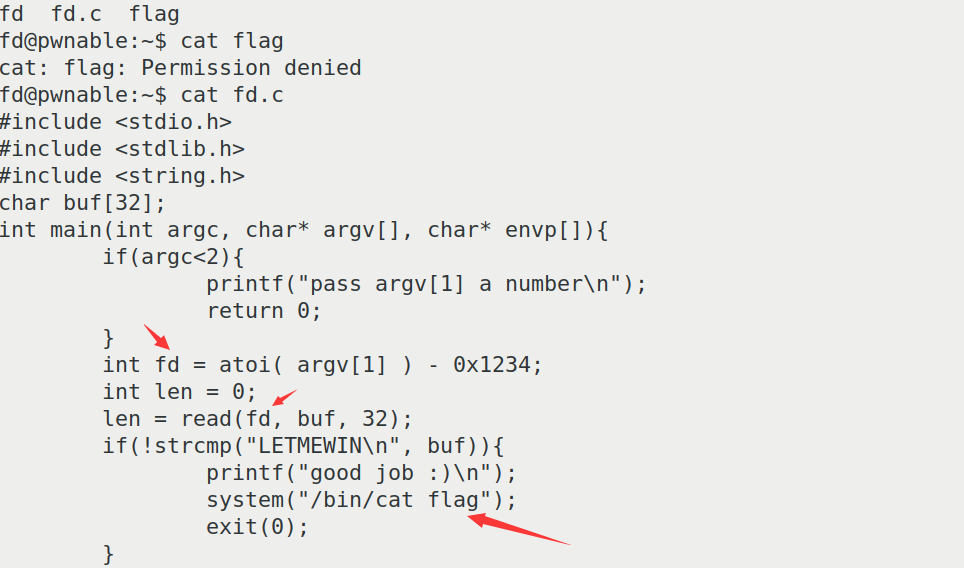 fd  fd.c  flag
fd@pwnable:~$ cat flag
cat: flag: Permission denied
fd@pwnable:~$ cat fd.c
#include <stdio.h>
#include <stdlib.h>
#include <string.h>
char buf[32];
int main(int argc, char* argv[], char* envp[]){
        if(argc<2){
                printf("pass argv[1] a number\n");
                return 0;
        }
        int fd = atoi( argv[1] ) - 0x1234;
        int len = 0;
        len = read(fd, buf, 32);
        if(!strcmp("LETMEWIN\n", buf)){
                printf("good job :)\n");
                system("/bin/cat flag");
                exit(0);
        }